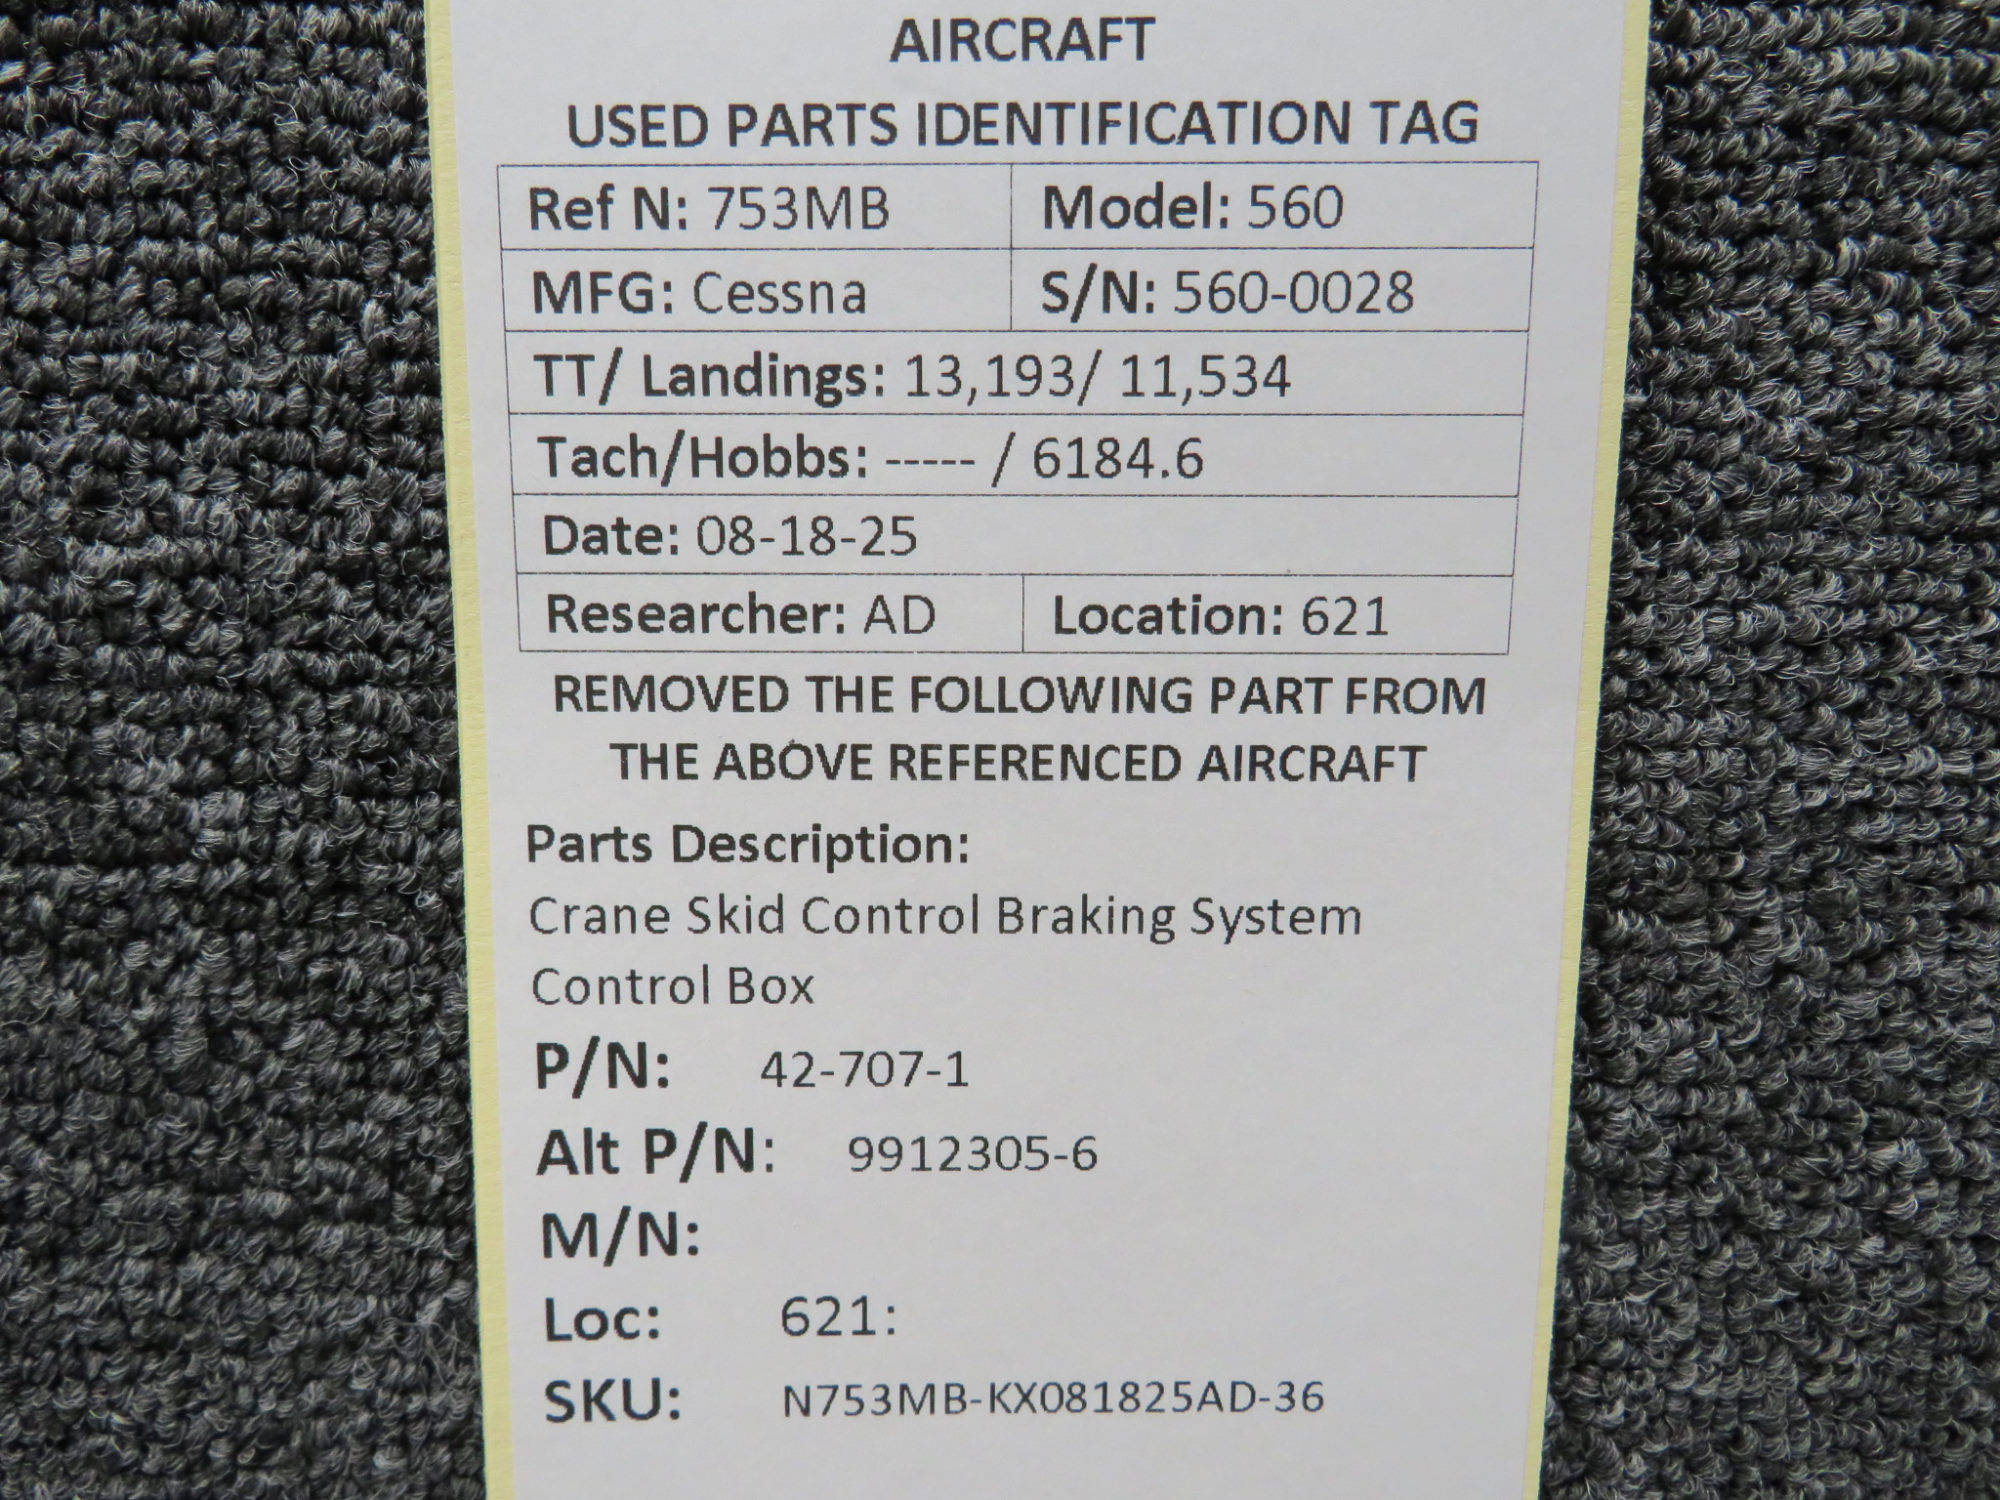 AIRCRAFT
USED PARTS IDENTIFICATION TAG
Ref N: 753MB Model: 560
MFG: Cessna S/N: 560-0028
TT/ Landings: 13,193/ 11,534
Tach/Hobbs: ----- / 6184.6
Date: 08-18-25
Researcher: AD Location: 621
REMOVED THE FOLLOWING PART FROM
THE ABOVE REFERENCED AIRCRAFT
Parts Description:
Crane Skid Control Braking System
Control Box
P/N: 42-707-1
Alt P/N: 9912305-6
M/N:
Loc: 621:
SKU: N753MB-KX081825AD-36